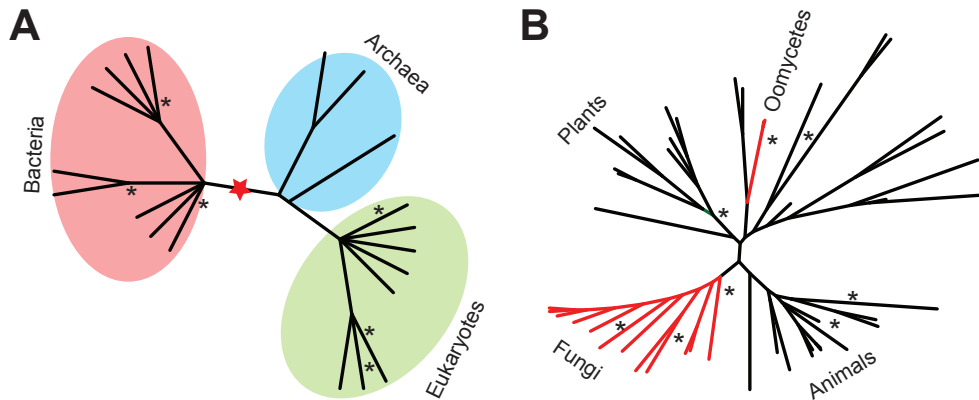 A
Bacteria
Archaea
Eukaryotes
*
*
*
*
*
*
B
Plants
Oomycetes
Fungi
Animals
*
*
*
*
*
*
*
*